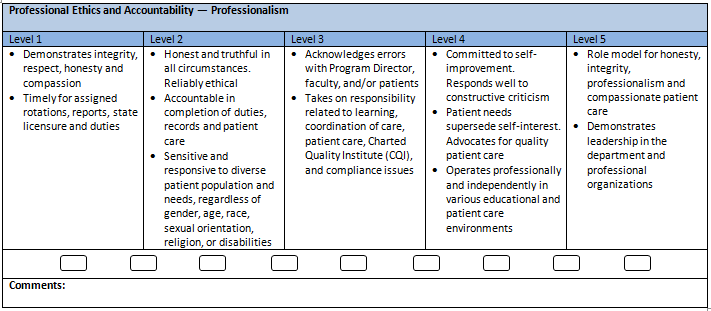 Professional Ethics and Accountability — Professionalism
Level 1
• Demonstrates integrity,
respect, honesty and
compassion
• Timely for assigned
rotations, reports, state
licensure and duties
Level 2
• Honest and truthful in
all circumstances.
Reliably ethical
• Accountable in
completion of duties,
records and patient
care
• Sensitive and
responsive to diverse
patient population and
needs, regardless of
gender, age, race,
sexual orientation,
religion, or disabilities
Level 3
• Acknowledges errors
with Program Director,
faculty, and/or patients
• Takes on responsibility
related to learning,
coordination of care,
patient care, Charted
Quality Institute (CQI),
and compliance issues
Level 4
• Committed to self-
improvement.
Responds well to
constructive criticism
• Patient needs
supersede self-interest.
Advocates for quality
patient care
• Operates professionally
and independently in
various educational and
patient care
environments
Level 5
• Role model for honesty,
integrity,
professionalism and
compassionate patient
care
• Demonstrates
leadership in the
department and
professional
organizations
Comments: